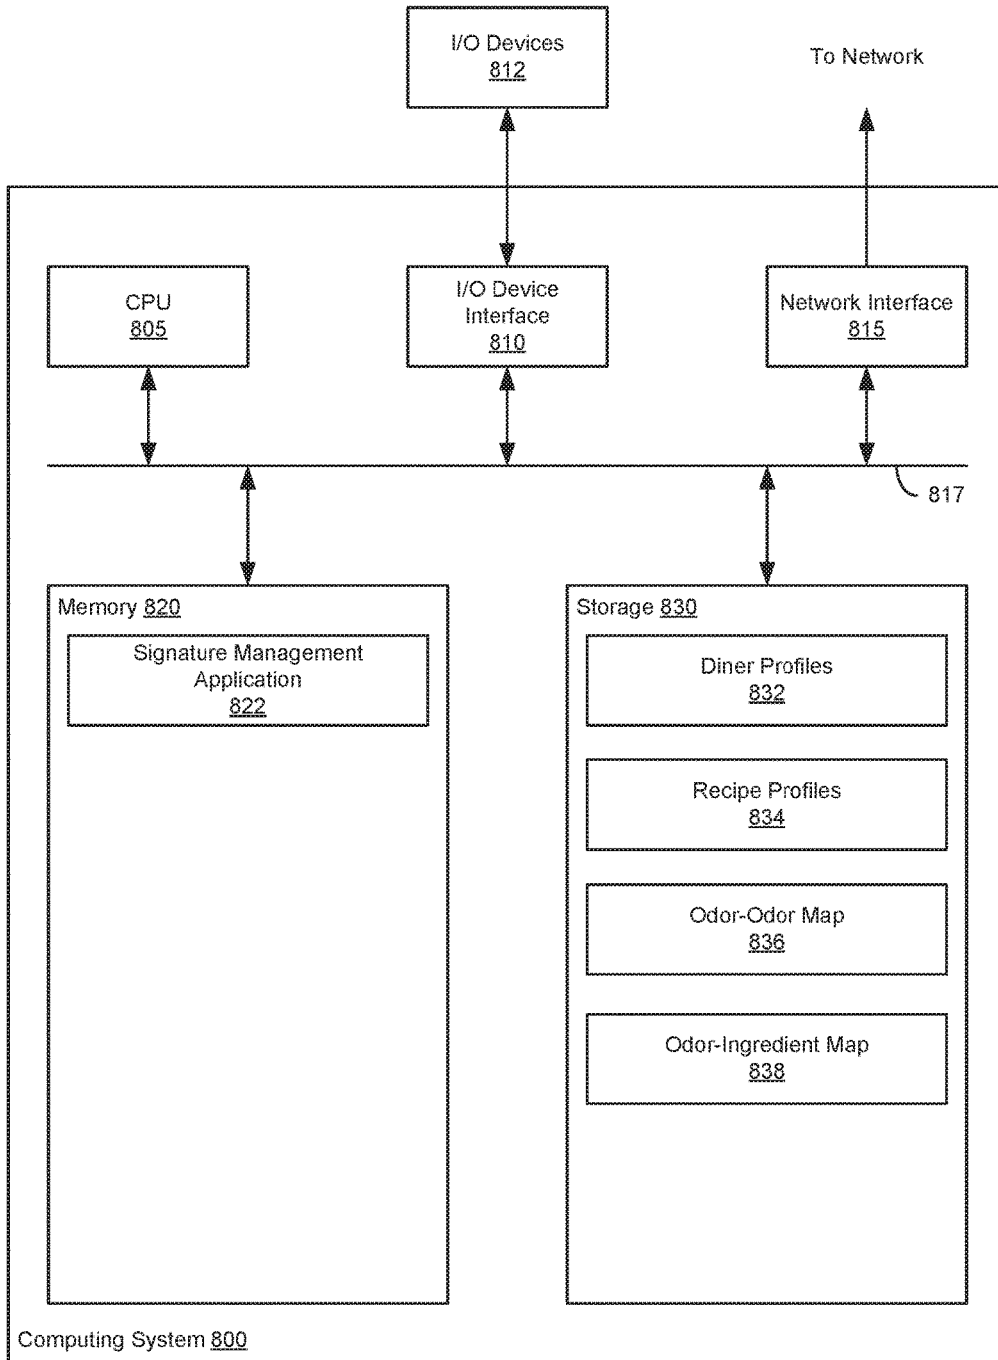 I/O Devices
812
To Network
CPU
805
I/O Device
Interface
810
Network Interface
815
817
Memory 820
Signature Management
Application
822
Storage 830
Diner Profiles
832
Recipe Profiles
834
Odor-Odor Map
836
Odor-Ingredient Map
838
Computing System 800